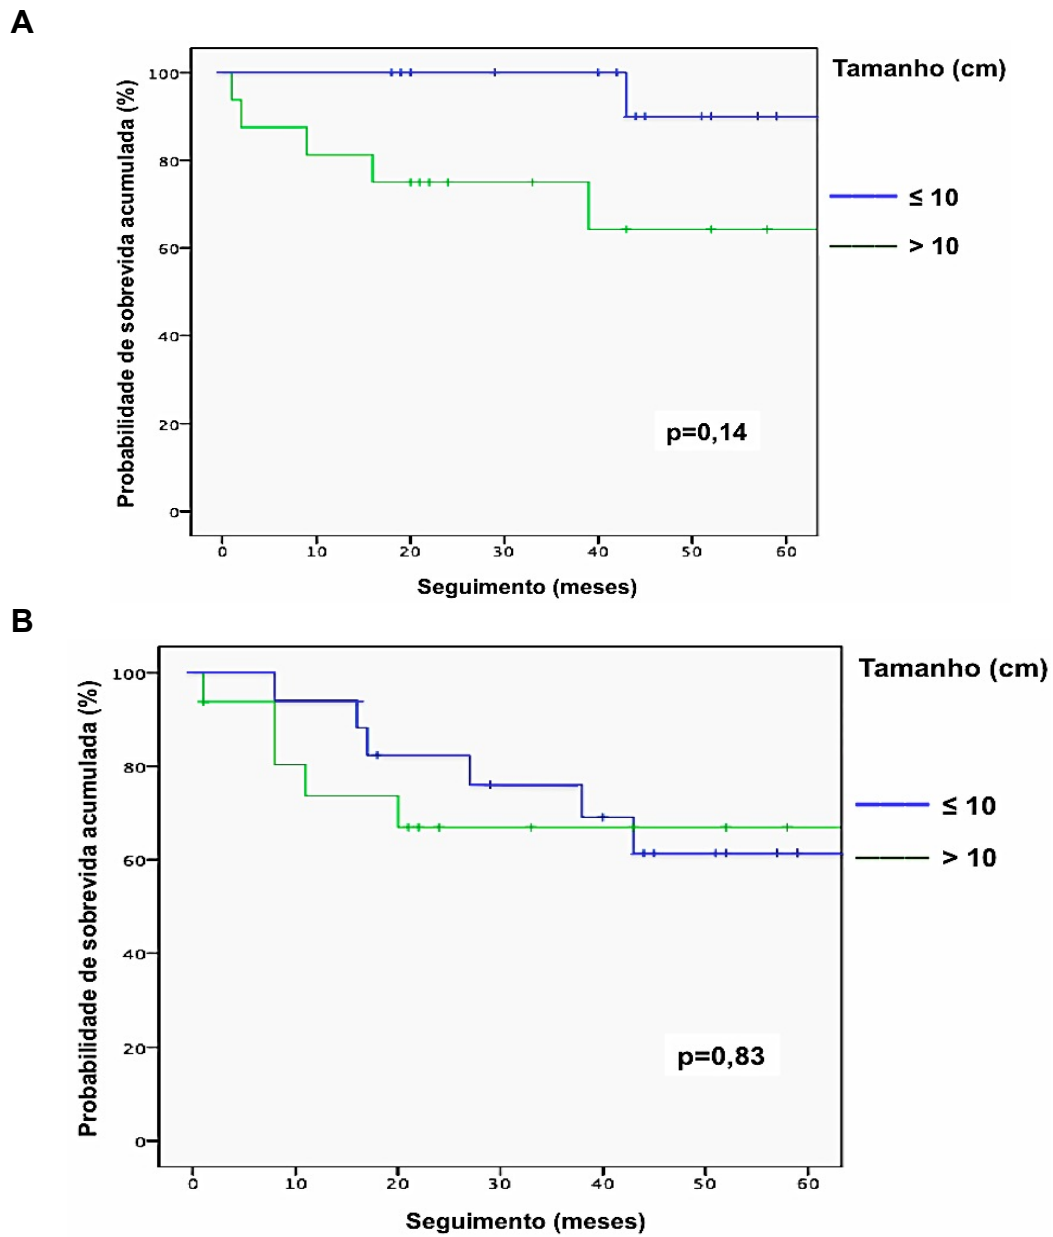 A
Probabilidade de sobrevida acumulada (%)
100
80
60
40
20
0
0 10 20 30 40 50 60
Seguimento (meses)
Tamanho (cm)
≤ 10
> 10
p=0,14
B
Probabilidade de sobrevida acumulada (%)
100
80
60
40
20
0
0 10 20 30 40 50 60
Seguimento (meses)
Tamanho (cm)
≤ 10
> 10
p=0,83